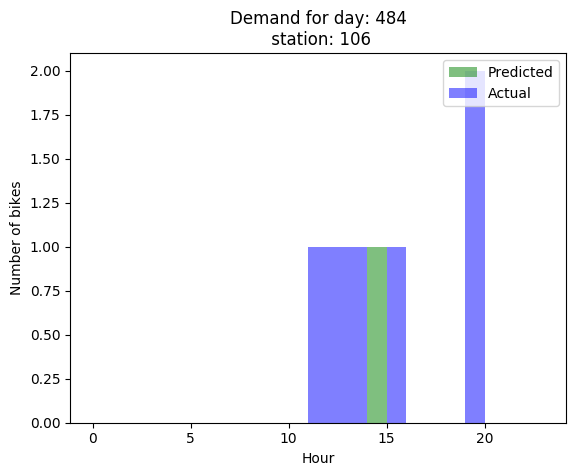 Demand for day: 484
station: 106
Predicted
Actual
Number of bikes
2.00
1.75
1.50
1.25
1.00
0.75
0.50
0.25
0.00
0 5 10 15 20
Hour